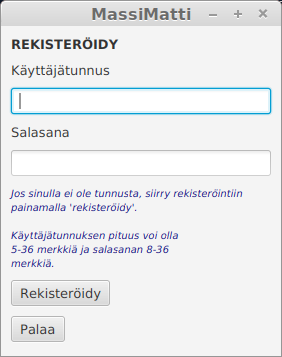 MassiMatti
REKISTERÖIDY
Käyttäjätunnus
Salasana
Jos sinulla ei ole tunnusta, siirry rekisteröintiin
painamalla 'rekisteröidy'.
Käyttäjätunnuksen pituus voi olla
5-36 merkkiä ja salasanan 8-36
merkkiä.
Rekisteröidy
Palaa